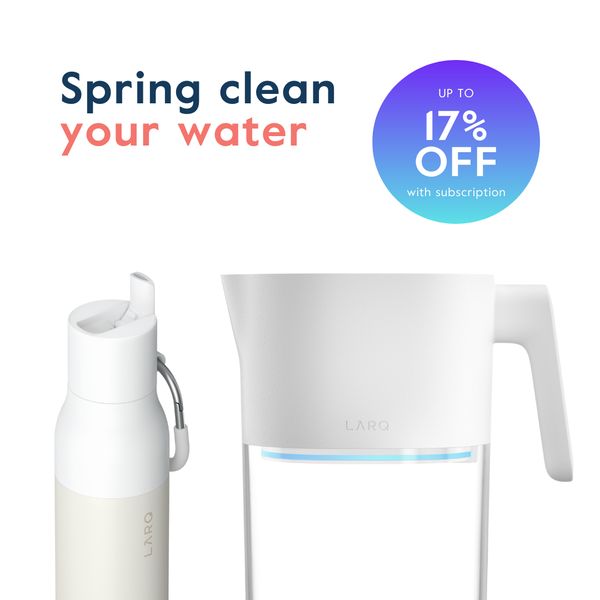 Spring clean
your water
UP TO
17%
OFF
with subscription
LARQ
LARQ